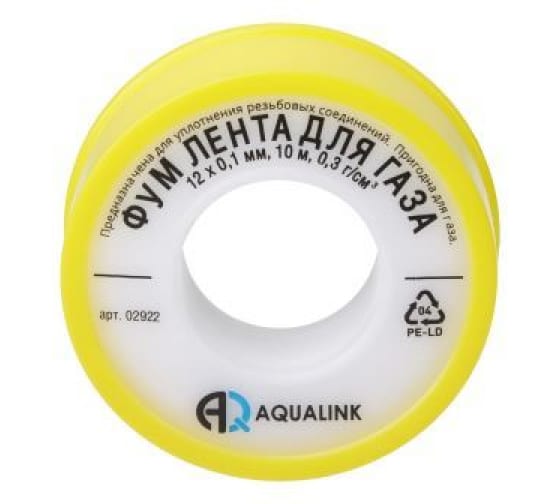 Предназначена для уплотнения резьбовых соединений. Пригодна для газа.
ФУМ ЛЕНТА ДЛЯ ГАЗА
12 х 0,1 мм, 10 м, 0,3 г/см³
арт. 02922
04
PE-LD
AQUALINK